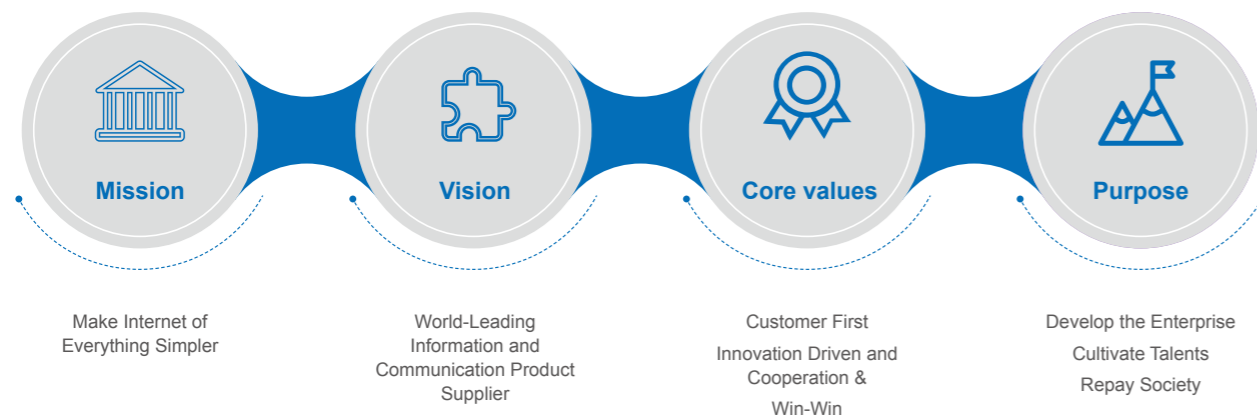 Mission
Vision
Core values
Purpose
Make Internet of
Everything Simpler
World-Leading
Information and
Communication Product
Supplier
Customer First
Innovation Driven and
Cooperation &
Win-Win
Develop the Enterprise
Cultivate Talents
Repay Society